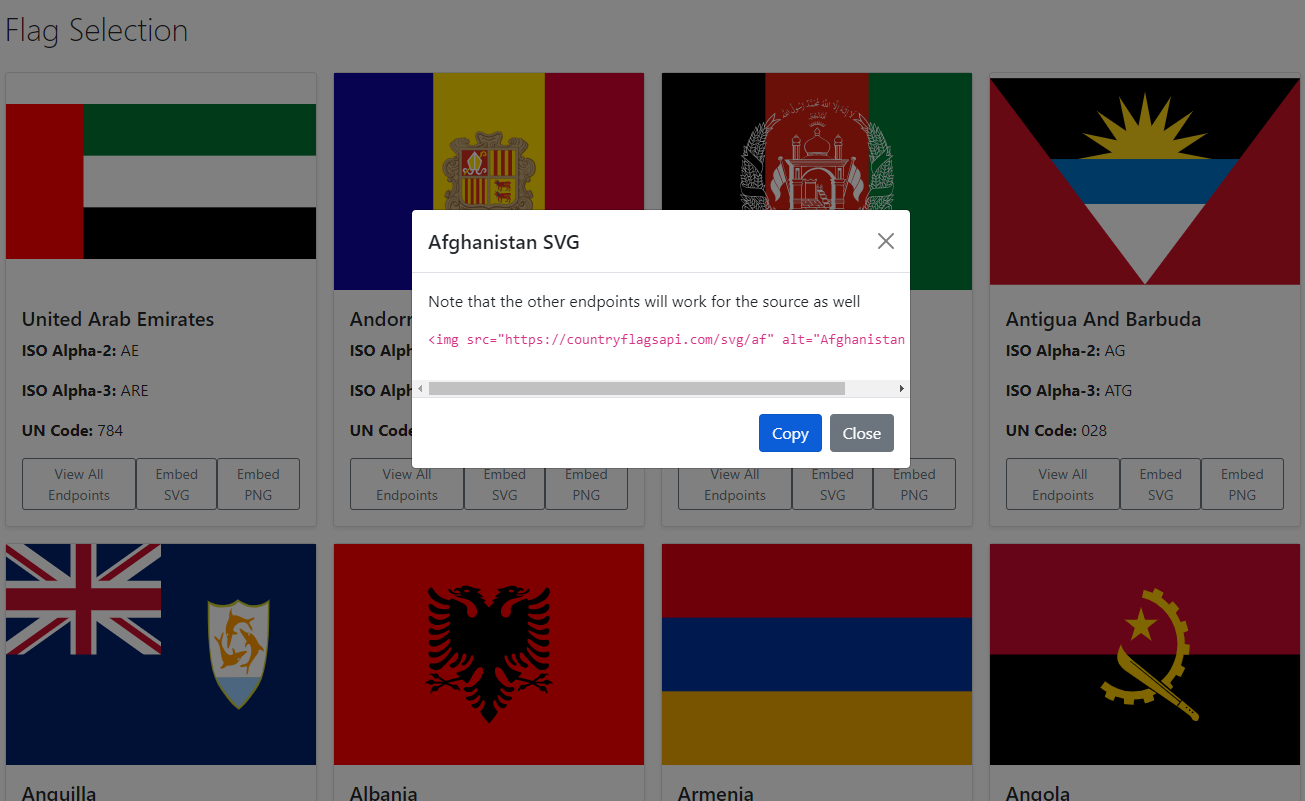 Flag Selection
Afghanistan SVG
Note that the other endpoints will work for the source as well
<img src="https://countryflagsapi.com/svg/af" alt="Afghanistan
Copy
Close
United Arab Emirates
ISO Alpha-2: AE
ISO Alpha-3: ARE
UN Code: 784
View All
Endpoints
Embed
SVG
Embed
PNG
Andorr
ISO Alph
ISO Alph
UN Code
View All
Endpoints
Embed
SVG
Embed
PNG
View All
Endpoints
Embed
SVG
Embed
PNG
Antigua And Barbuda
ISO Alpha-2: AG
ISO Alpha-3: ATG
UN Code: 028
View All
Endpoints
Embed
SVG
Embed
PNG
Anguilla
Albania
Armenia
Angola